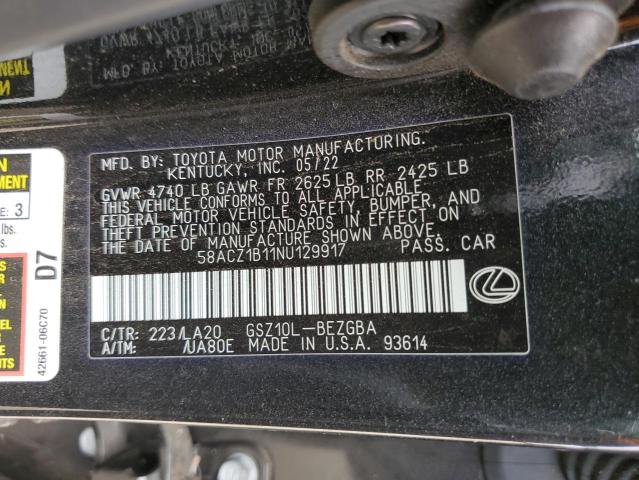 MFD. BY: TOYOTA MOTOR MANUFACTURING.
KENTUCKY, INC. 05/22
GVWR 4740 LB GAWR FR 2625 LB RR 2425 LB
THIS VEHICLE CONFORMS TO ALL APPLICABLE
FEDERAL MOTOR VEHICLE SAFETY, BUMPER, AND
THEFT PREVENTION STANDARDS IN EFFECT ON
THE DATE OF MANUFACTURE SHOWN ABOVE.
58ACZ1B11NU129917 PASS. CAR
C/TR: 223/LA20 GSZ10L-BEZGBA
A/TM: /UA80E MADE IN U.S.A. 93614
D7
42661-06C70
3
lbs.